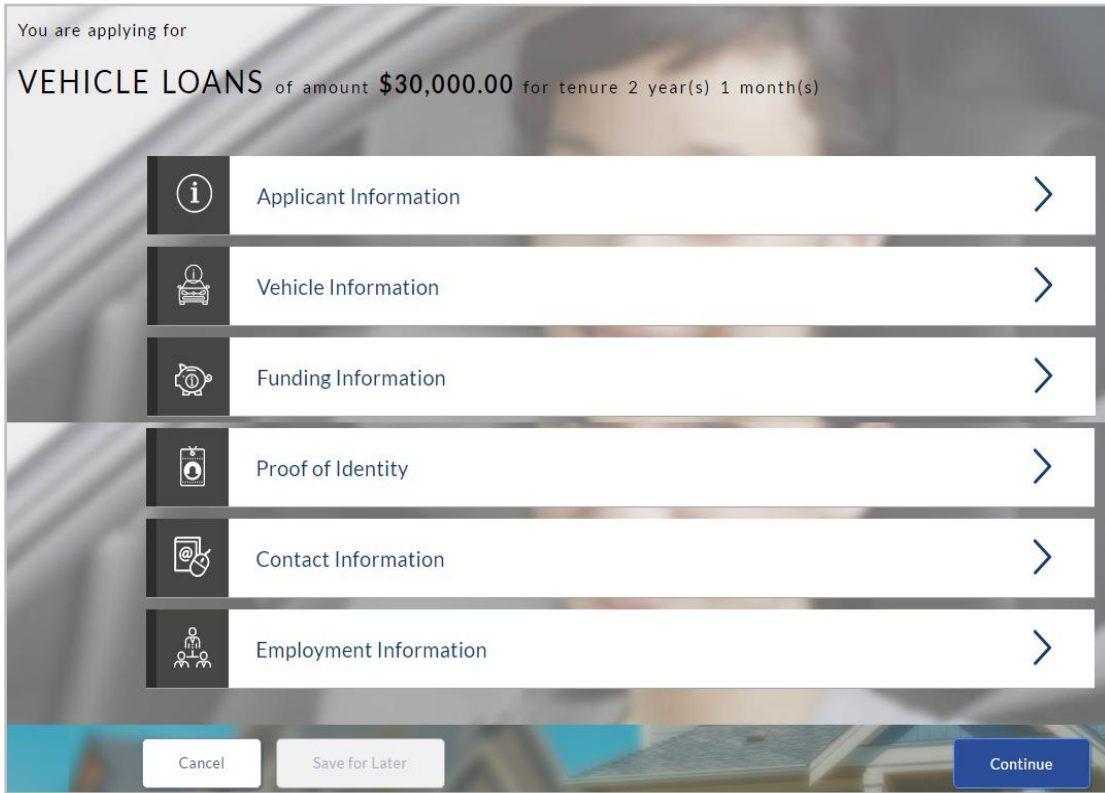 You are applying for
VEHICLE LOANS of amount $30,000.00 for tenure 2 year(s) 1 month(s)
Applicant Information
Vehicle Information
Funding Information
Proof of Identity
Contact Information
Employment Information
Cancel Save for Later Continue